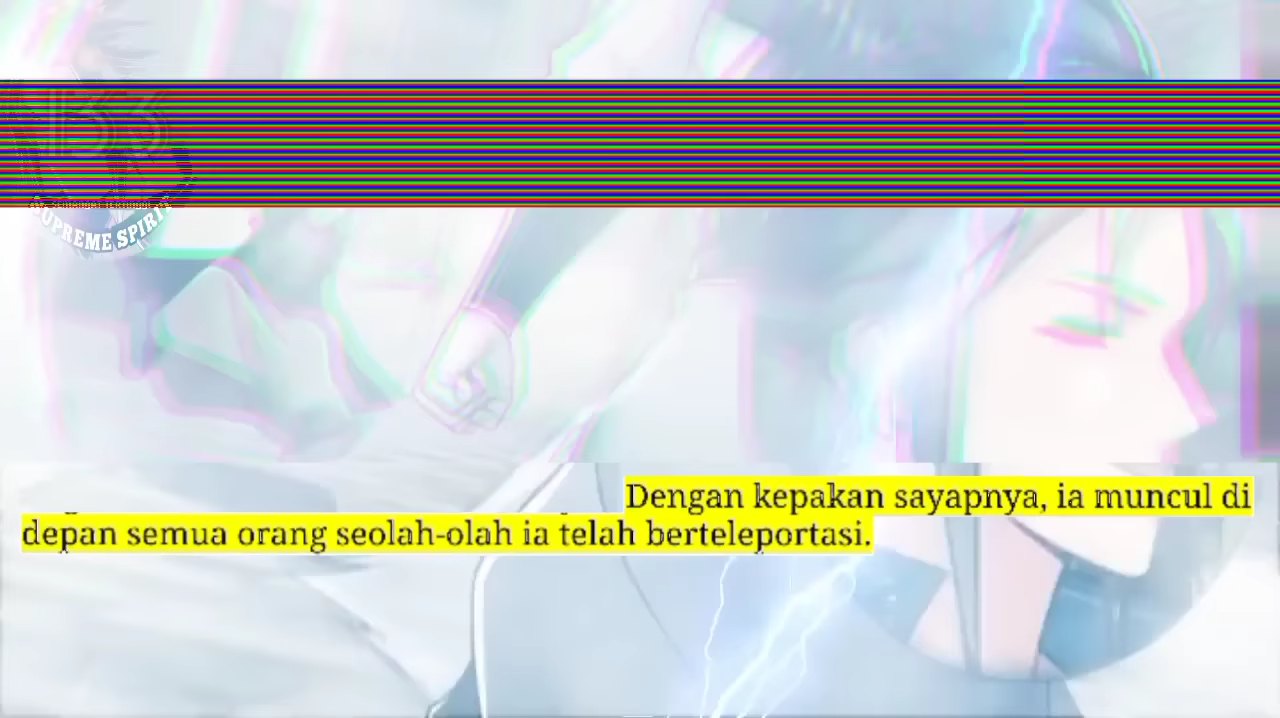 SUPREME SPIRIT
Dengan kepakan sayapnya, ia muncul di
depan semua orang seolah-olah ia telah berteleportasi.